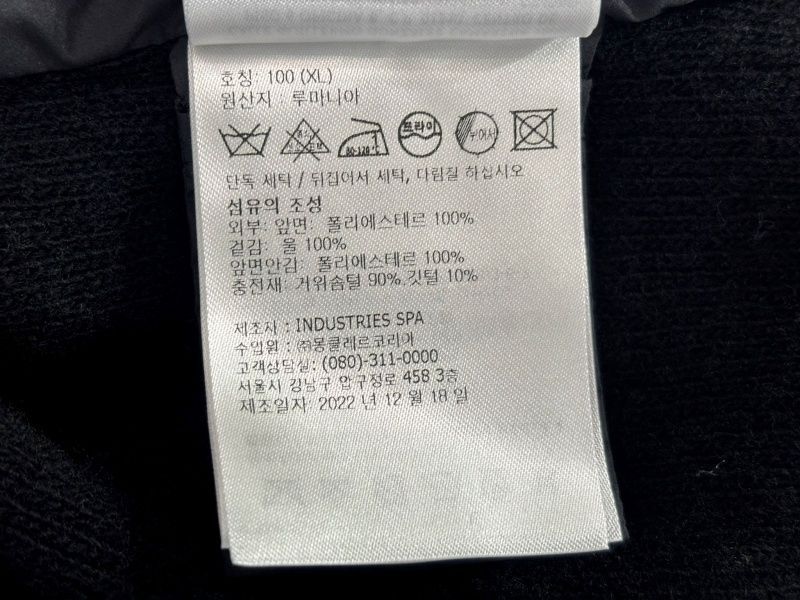 호칭: 100 (XL)
원산지 : 루마니아
드라이
80-120°C
뉘어서
단독 세탁 / 뒤집어서 세탁, 다림질 하십시오
섬유의 조성
외부: 앞면: 폴리에스테르 100%
겉감: 울 100%
앞면안감: 폴리에스테르 100%
충전재: 거위솜털 90%.깃털 10%
제조사 : INDUSTRIES SPA
수입원 : ㈜몽클레르코리아
고객상담실: (080)-311-0000
서울시 강남구 압구정로 458 3층
제조일자: 2022 년 12 월 18 일